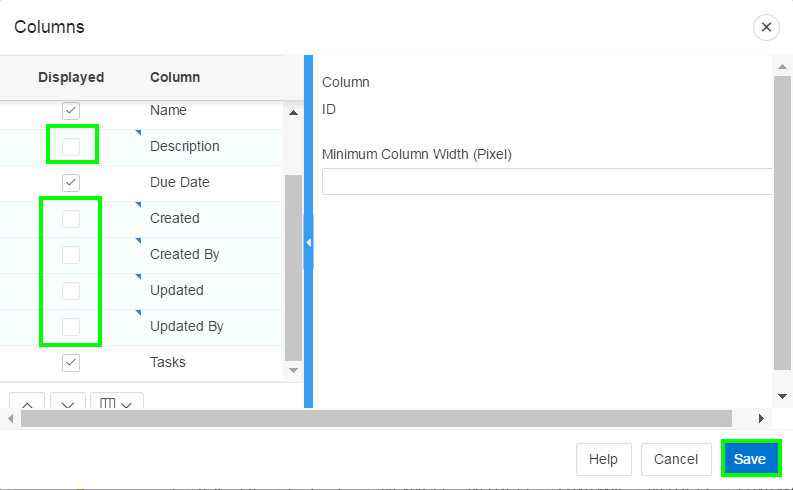 Columns
Displayed Column
Name
Description
Due Date
Created
Created By
Updated
Updated By
Tasks
Column
ID
Minimum Column Width (Pixel)
Help Cancel Save